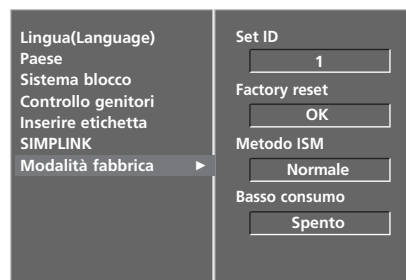 Lingua(Language)
Paese
Sistema blocco
Controllo genitori
Inserire etichetta
SIMPLINK
Modalità fabbrica ►
Set ID
1
Factory reset
OK
Metodo ISM
Normale
Basso consumo
Spento